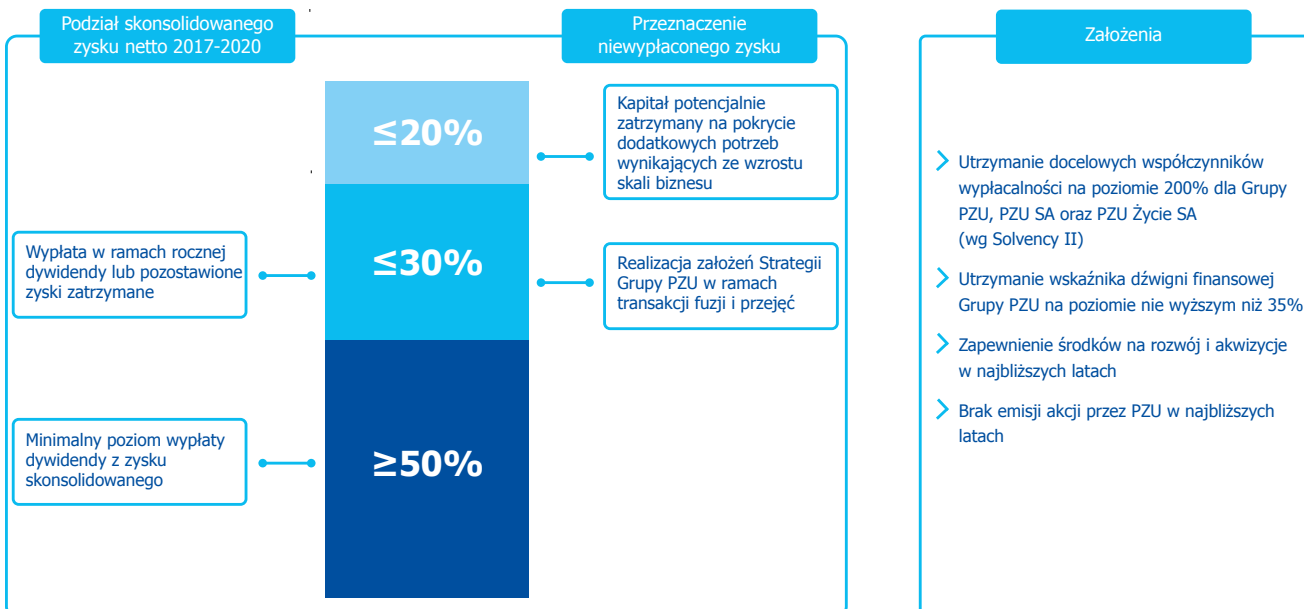 Podział skonsolidowanego
zysku netto 2017-2020
Przeznaczenie
niewypłaconego zysku
≤20%
Kapitał potencjalnie
zatrzymany na pokrycie
dodatkowych potrzeb
wynikających ze wzrostu
skali biznesu
Wypłata w ramach rocznej
dywidendy lub pozostawione
zyski zatrzymane
≤30%
Realizacja założeń Strategii
Grupy PZU w ramach
transakcji fuzji i przejęć
Minimalny poziom wypłaty
dywidendy z zysku
skonsolidowanego
≥50%
Założenia
Utrzymanie docelowych współczynników
wypłacalności na poziomie 200% dla Grupy
PZU, PZU SA oraz PZU Życie SA
(wg Solvency II)
Utrzymanie wskaźnika dźwigni finansowej
Grupy PZU na poziomie nie wyższym niż 35%
Zapewnienie środków na rozwój i akwizycje
w najbliższych latach
Brak emisji akcji przez PZU w najbliższych
latach